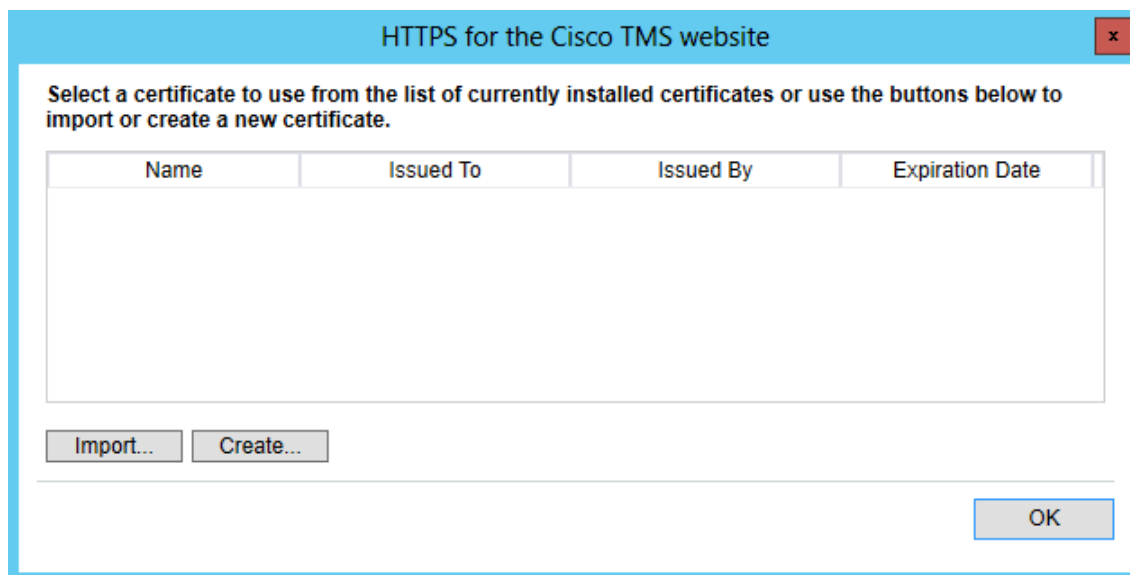 HTTPS for the Cisco TMS website
x
Select a certificate to use from the list of currently installed certificates or use the buttons below to
import or create a new certificate.
Name Issued To Issued By Expiration Date
Import... Create...
OK